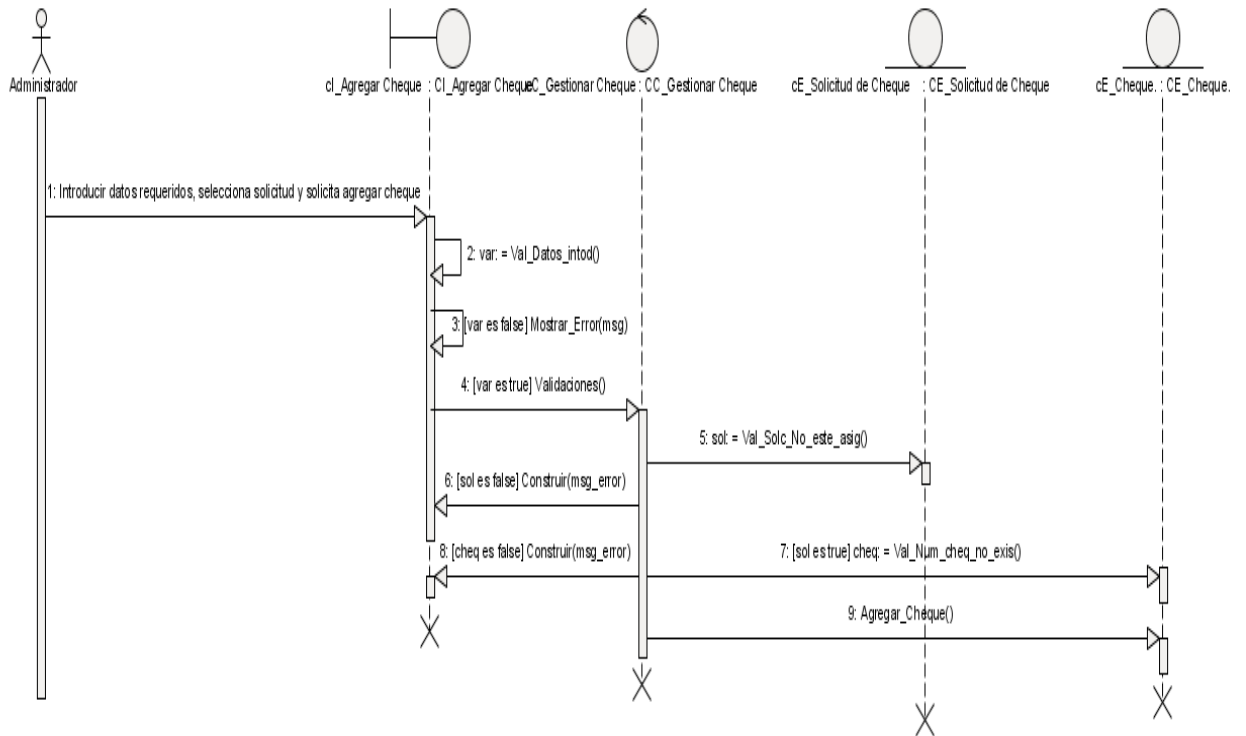 Administrador
cI_Agregar Cheque : CI_Agregar Cheque
cC_Gestionar Cheque : CC_Gestionar Cheque
cE_Solicitud de Cheque : CE_Solicitud de Cheque
cE_Cheque. : CE_Cheque.
1: Introducir datos requeridos, selecciona solicitud y solicita agregar cheque
2: var: = Val_Datos_intod()
3: [var es false] Mostrar_Error(msg)
4: [var es true] Validaciones()
5: sol: = Val_Solc_No_este_asig()
6: [sol es false] Construir(msg_error)
8: [cheq es false] Construir(msg_error)
7: [sol es true] cheq: = Val_Num_cheq_no_exis()
9: Agregar_Cheque()